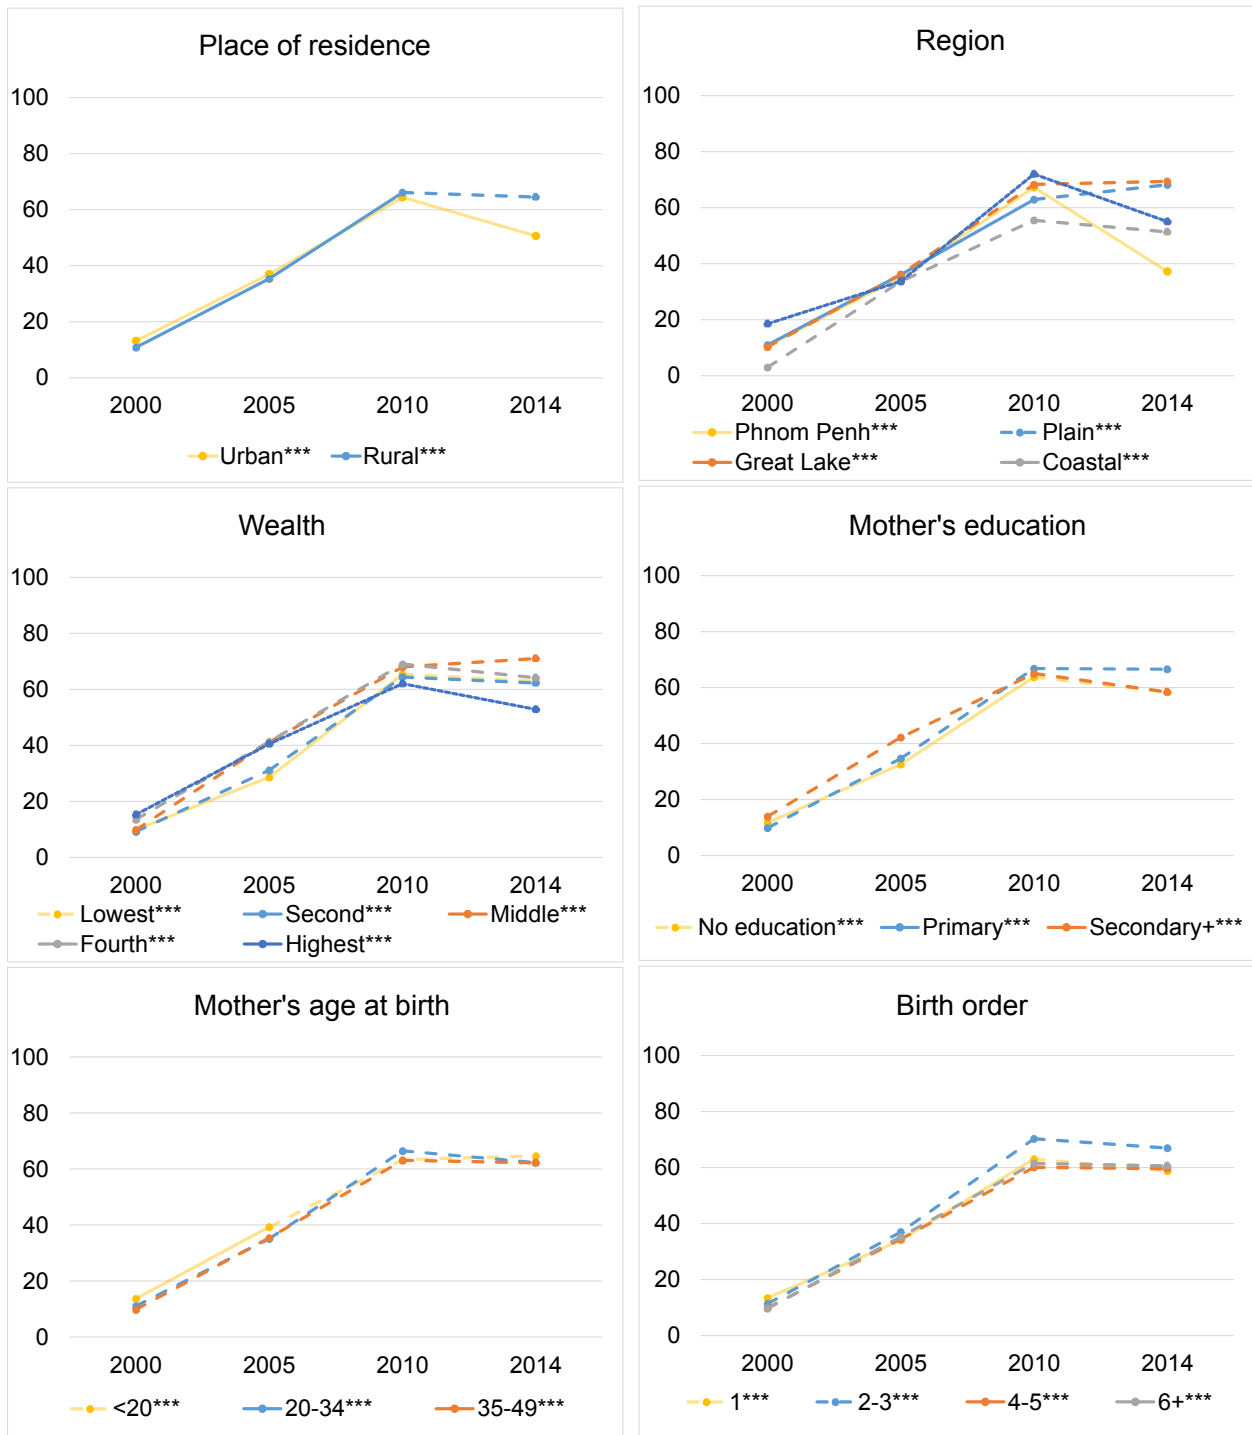 Place of residence
100
80
60
40
20
0
2000 2005 2010 2014
Urban*** Rural***
Region
100
80
60
40
20
0
2000 2005 2010 2014
Phnom Penh*** Plain***
Great Lake*** Coastal***
Wealth
100
80
60
40
20
0
2000 2005 2010 2014
Lowest*** Second*** Middle***
Fourth*** Highest***
Mother's education
100
80
60
40
20
0
2000 2005 2010 2014
No education*** Primary*** Secondary+***
Mother's age at birth
100
80
60
40
20
0
2000 2005 2010 2014
<20*** 20-34*** 35-49***
Birth order
100
80
60
40
20
0
2000 2005 2010 2014
1*** 2-3*** 4-5*** 6+***